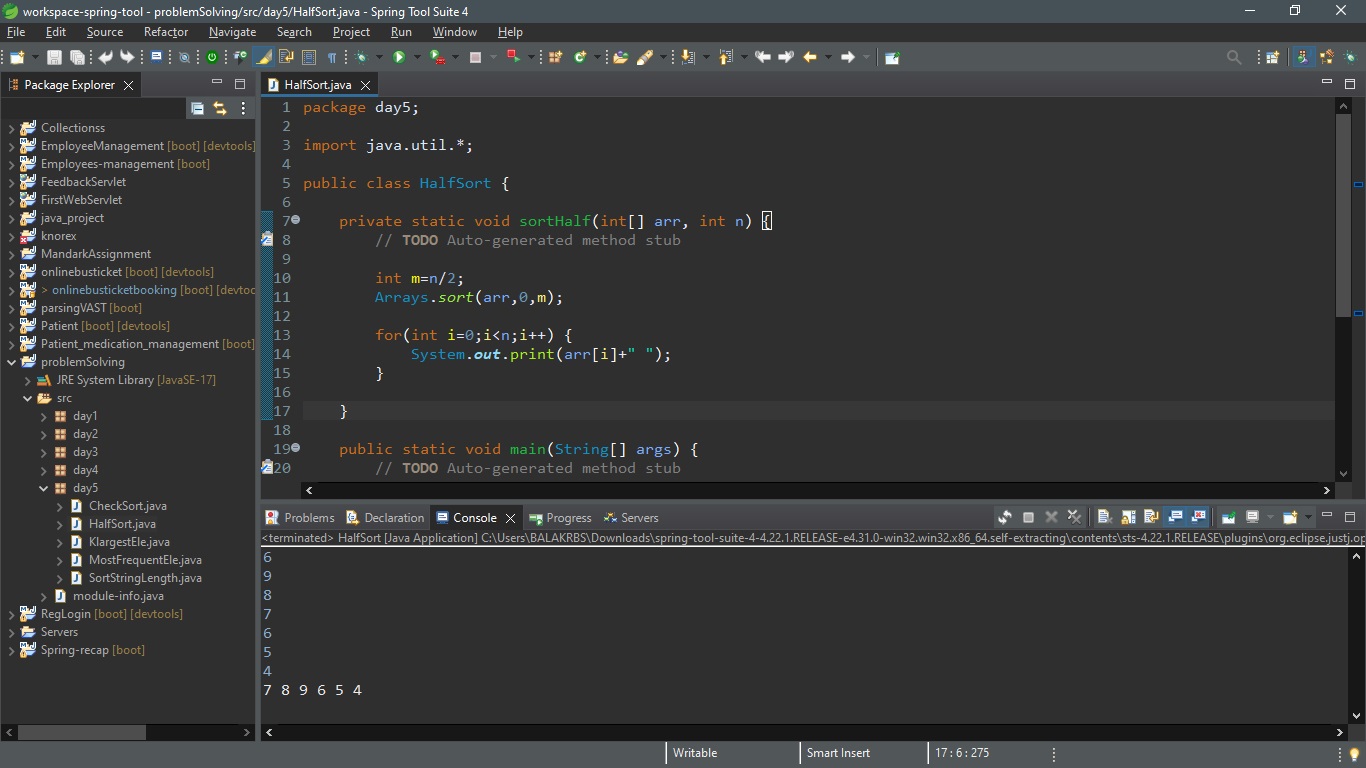 workspace-spring-tool - problemSolving/src/day5/HalfSort.java - Spring Tool Suite 4
File Edit Source Refactor Navigate Search Project Run Window Help
Package Explorer
Collectionss
EmployeeManagement [boot] [devtools]
Employees-management [boot]
FeedbackServlet
FirstWebServlet
java_project
knorex
MandarkAssignment
onlinebusticket [boot] [devtools]
> onlinebusticketbooking [boot] [devtoo
parsingVAST [boot]
Patient [boot] [devtools]
Patient_medication_management [boot]
problemSolving
JRE System Library [JavaSE-17]
src
day1
day2
day3
day4
day5
CheckSort.java
HalfSort.java
KlargestEle.java
MostFrequentEle.java
SortStringLength.java
module-info.java
RegLogin [boot] [devtools]
Servers
Spring-recap [boot]
HalfSort.java
1 package day5;
2
3 import java.util.*;
4
5 public class HalfSort {
6
7 private static void sortHalf(int[] arr, int n) {
8 // TODO Auto-generated method stub
9
10 int m=n/2;
11 Arrays.sort(arr,0,m);
12
13 for(int i=0;i<n;i++) {
14 System.out.print(arr[i]+" ");
15 }
16
17 }
18
19 public static void main(String[] args) {
20 // TODO Auto-generated method stub
Problems Declaration Console Progress Servers
<terminated> HalfSort [Java Application] C:\Users\BALAKRBS\Downloads\spring-tool-suite-4-4.22.1.RELEASE-e4.31.0-win32.win32.x86_64.self-extracting\contents\sts-4.22.1.RELEASE\plugins\org.eclipse.justj.op
6
9
8
7
6
5
4
7 8 9 6 5 4
Writable Smart Insert 17 : 6 : 275